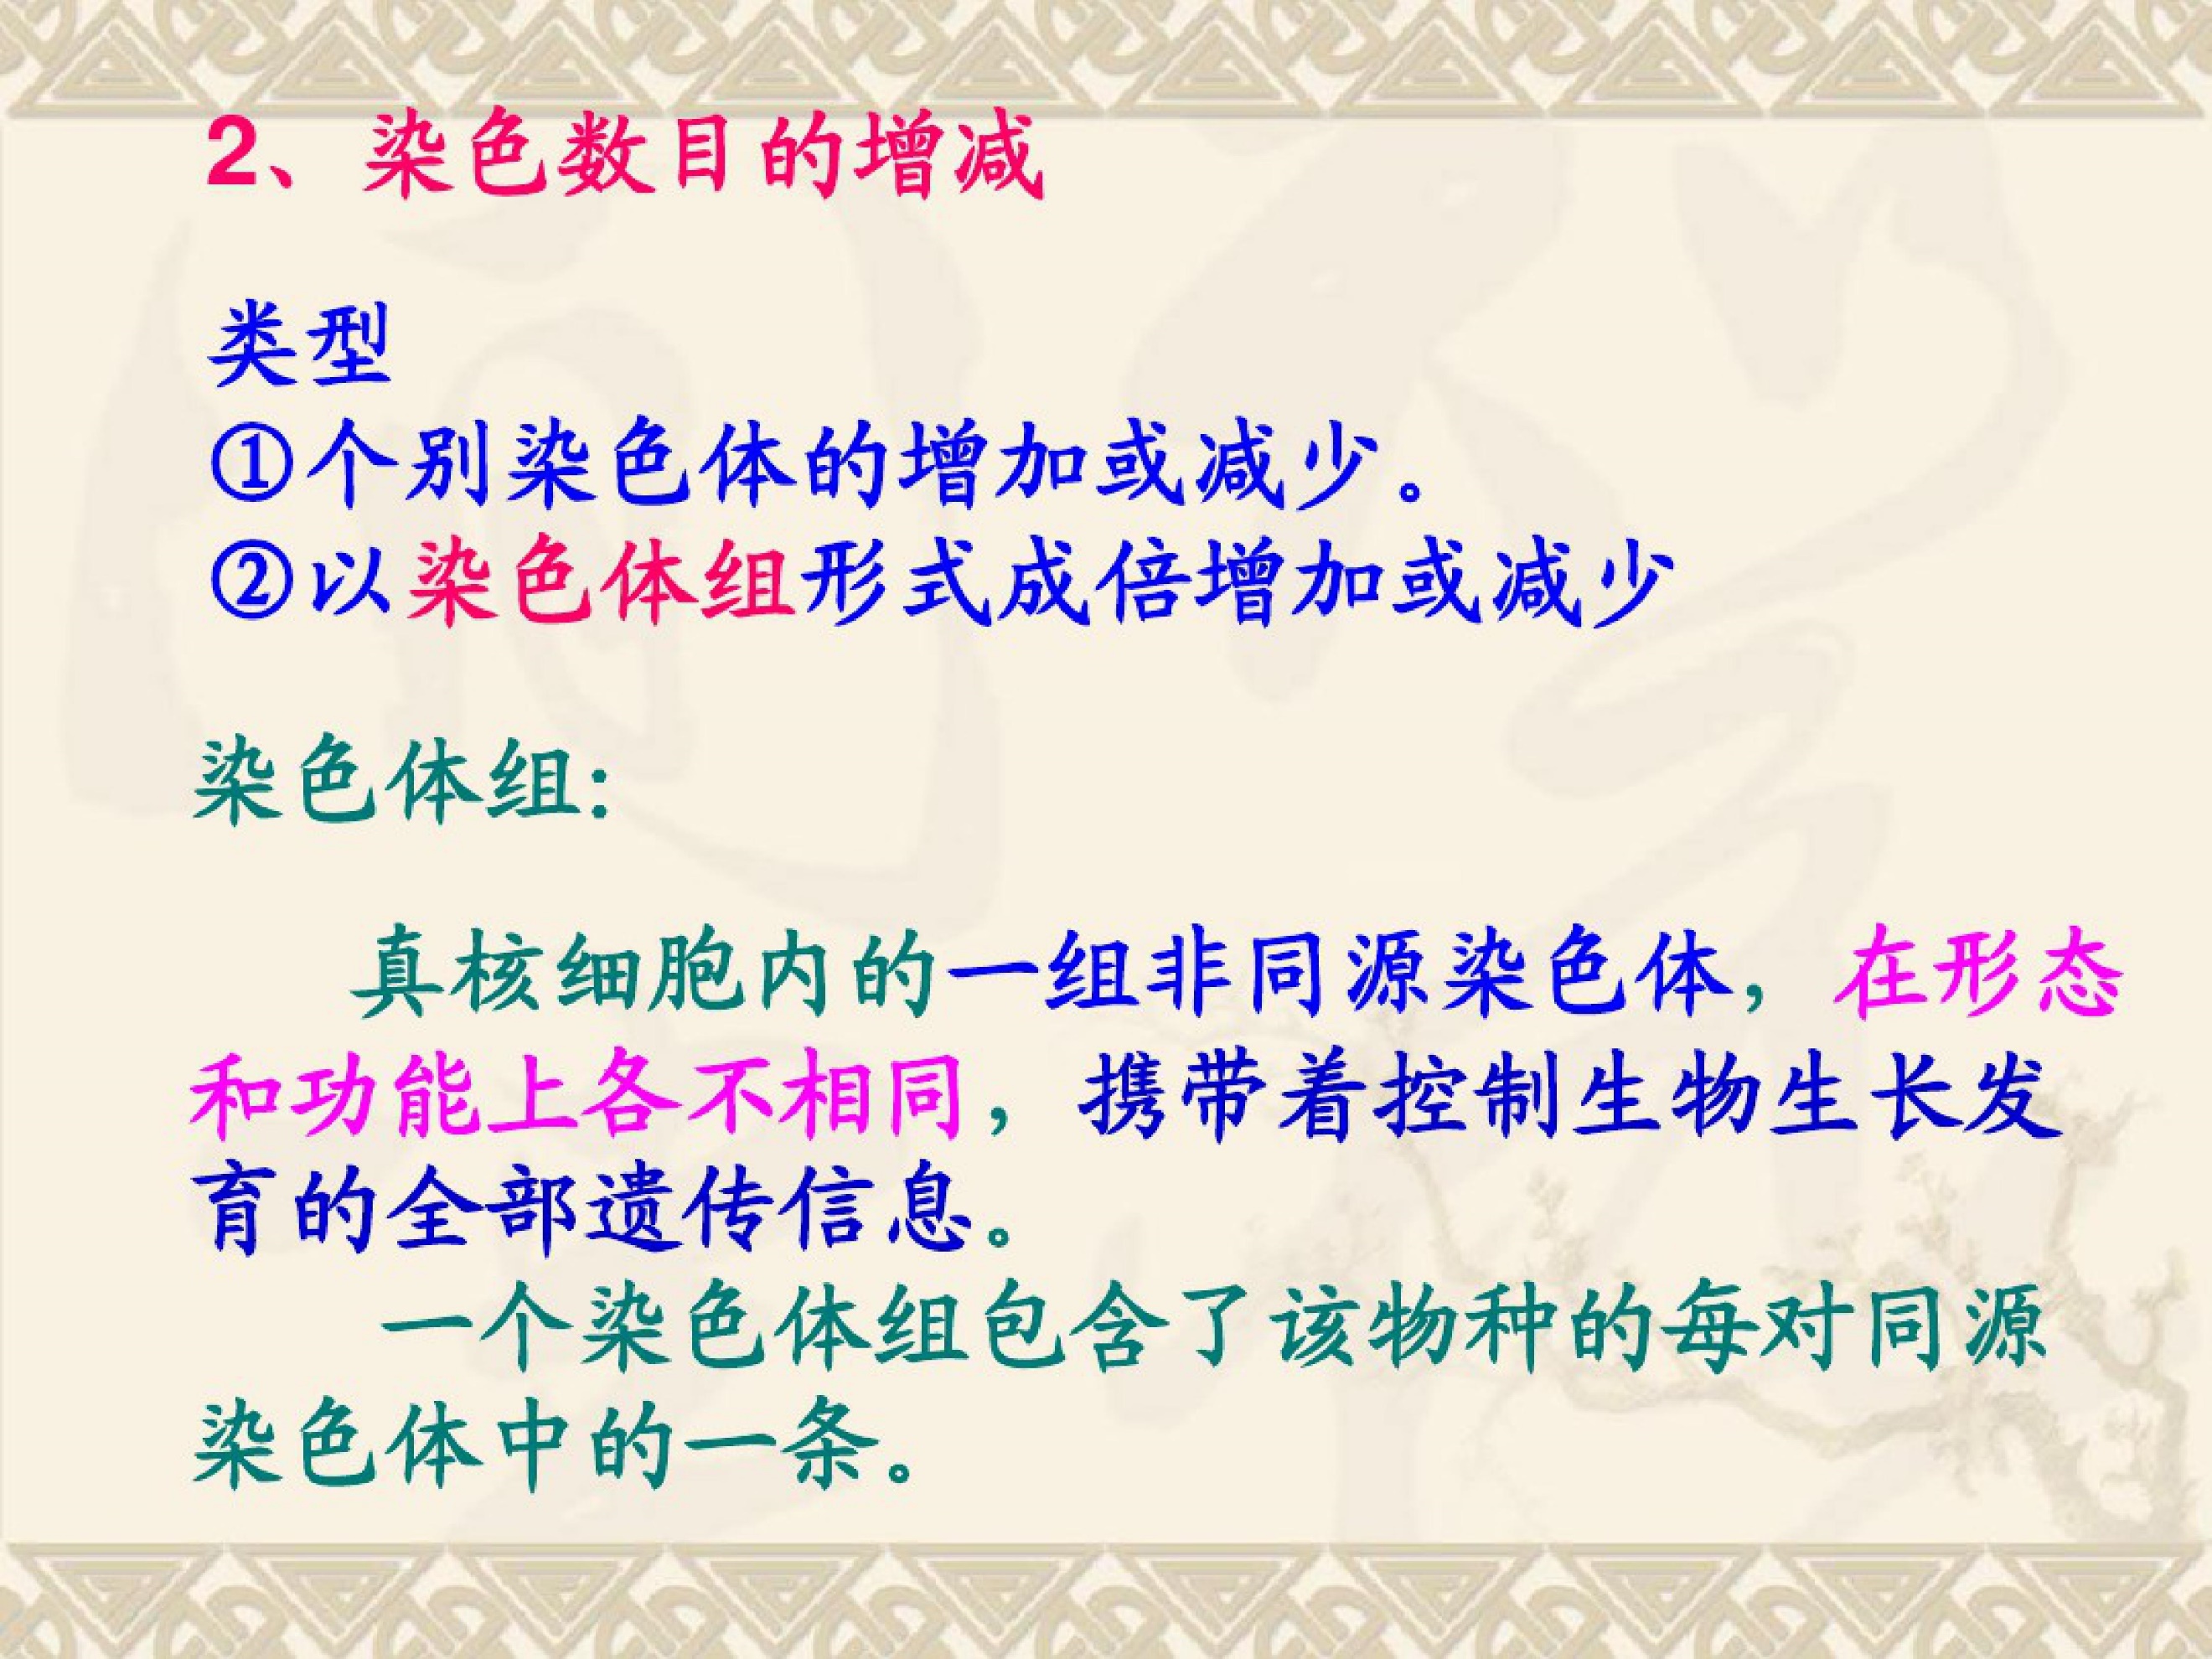 2、染色数目的增减
类型
①个别染色体的增加或减少。
②以染色体组形式成倍增加或减少
染色体组:
真核细胞内的一组非同源染色体，在形态
和功能上各不相同，携带着控制生物生长发
育的全部遗传信息。
一个染色体组包含了该物种的每对同源
染色体中的一条。